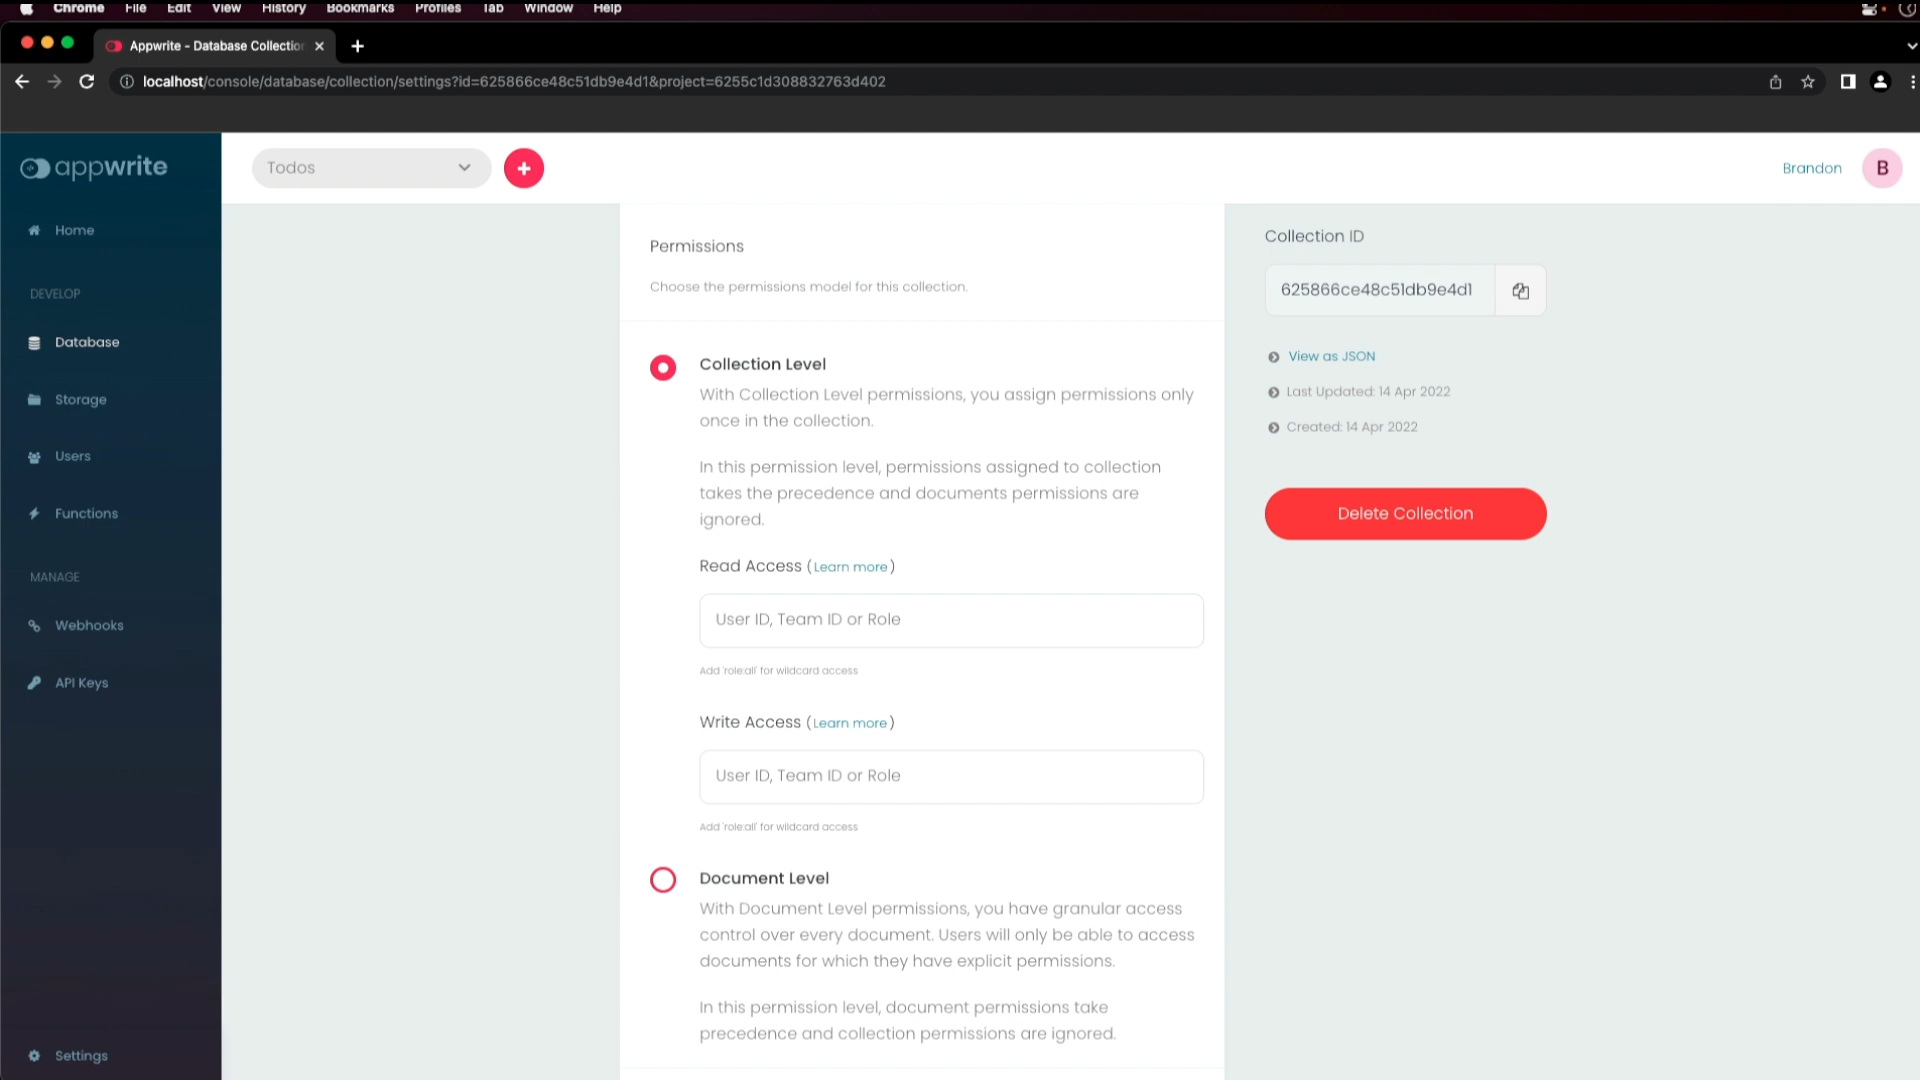 Chrome File Edit View History Bookmarks Profiles Tab Window Help
Appwrite - Database Collectio
localhost/console/database/collection/settings?id=625866ce48c51db9e4d1&project=6255c1d308832763d402
appwrite
Todos
Brandon
B
Home
DEVELOP
Database
Storage
Users
Functions
MANAGE
Webhooks
API Keys
Settings
Permissions
Choose the permissions model for this collection.
Collection Level
With Collection Level permissions, you assign permissions only
once in the collection.
In this permission level, permissions assigned to collection
takes the precedence and documents permissions are
ignored.
Read Access (Learn more)
User ID, Team ID or Role
Add 'role:all' for wildcard access
Write Access (Learn more)
User ID, Team ID or Role
Add 'role:all' for wildcard access
Document Level
With Document Level permissions, you have granular access
control over every document. Users will only be able to access
documents for which they have explicit permissions.
In this permission level, document permissions take
precedence and collection permissions are ignored.
Collection ID
625866ce48c51db9e4d1
View as JSON
Last Updated: 14 Apr 2022
Created: 14 Apr 2022
Delete Collection